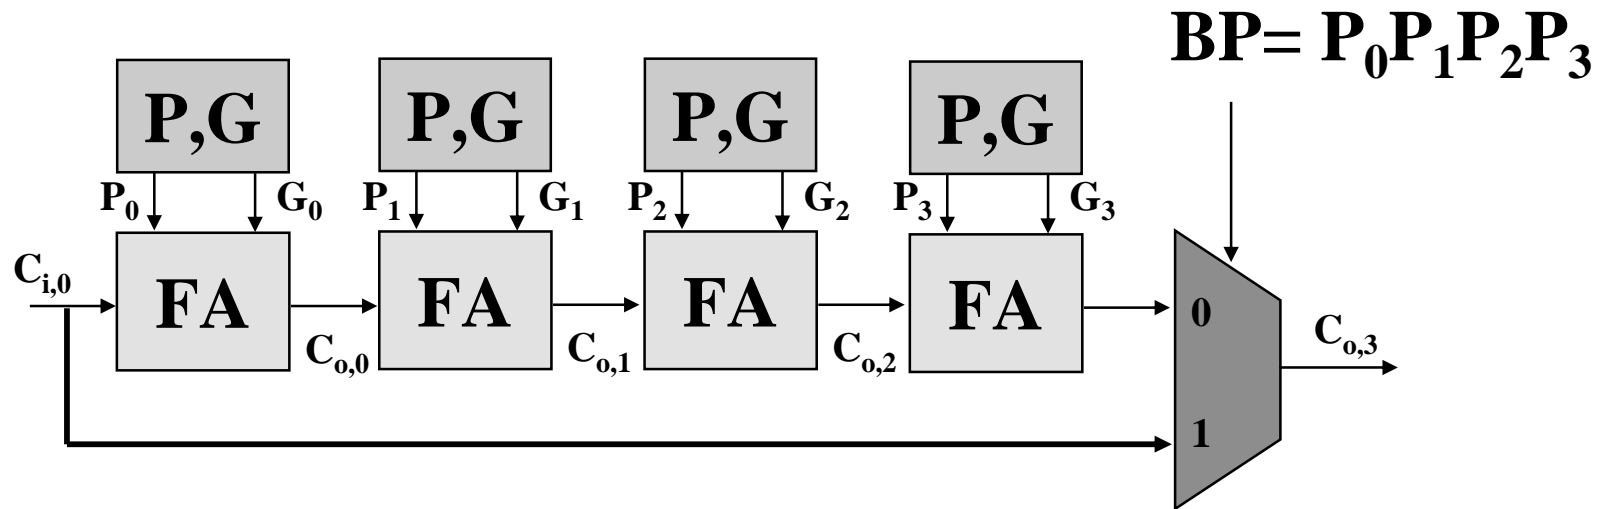 BP= P₀P₁P₂P₃
P,G P,G P,G P,G
P₀ G₀ P₁ G₁ P₂ G₂ P₃ G₃
Cᵢ,₀ FA FA FA FA 0
Cₒ,₀ Cₒ,₁ Cₒ,₂ Cₒ,₃
1